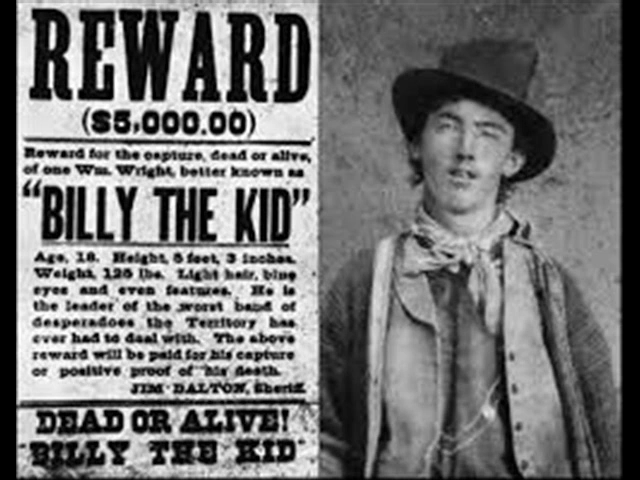 REWARD
($5,000.00)
Reward for the capture, dead or alive,
of one Wm. Wright, better known as
"BILLY THE KID"
Age, 18. Height, 5 feet, 3 inches.
Weight, 125 lbs. Light hair, blue
eyes and even features. He is
the leader of the worst band of
desperadoes the Territory has
ever had to deal with. The above
reward will be paid for his capture
or positive proof of his death.
JIM DALTON, Sheriff.
DEAD OR ALIVE!
"BILLY THE KID"